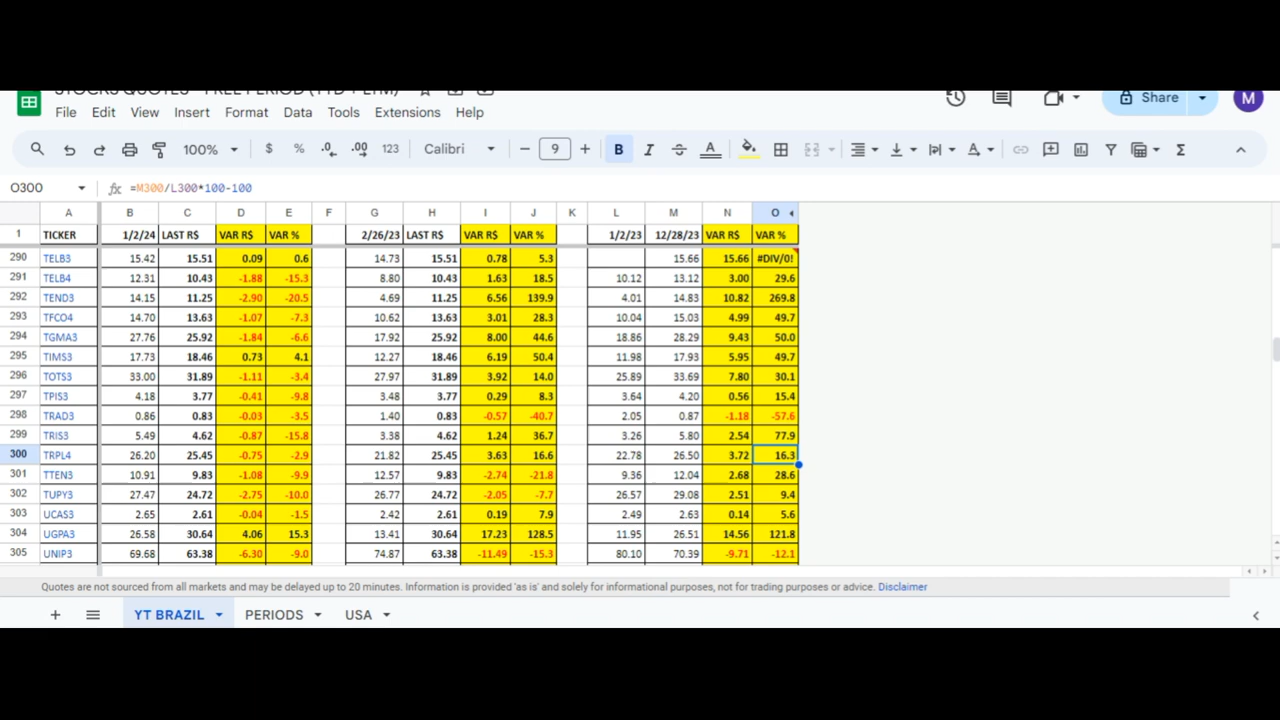 STOCKS QUOTES - FREE PERIOD (YTD + LTM)
File Edit View Insert Format Data Tools Extensions Help
Share M
100% $ % .0 .00 123 Calibri − 9 + B I A Σ
O300 fx =M300/L300*100-100
A B C D E F G H I J K L M N O
1 TICKER 1/2/24 LAST R$ VAR R$ VAR % 2/26/23 LAST R$ VAR R$ VAR % 1/2/23 12/28/23 VAR R$ VAR %
290 TELB3 15.42 15.51 0.09 0.6 14.73 15.51 0.78 5.3 15.66 15.66 #DIV/0!
291 TELB4 12.31 10.43 -1.88 -15.3 8.80 10.43 1.63 18.5 10.12 13.12 3.00 29.6
292 TEND3 14.15 11.25 -2.90 -20.5 4.69 11.25 6.56 139.9 4.01 14.83 10.82 269.8
293 TFCO4 14.70 13.63 -1.07 -7.3 10.62 13.63 3.01 28.3 10.04 15.03 4.99 49.7
294 TGMA3 27.76 25.92 -1.84 -6.6 17.92 25.92 8.00 44.6 18.86 28.29 9.43 50.0
295 TIMS3 17.73 18.46 0.73 4.1 12.27 18.46 6.19 50.4 11.98 17.93 5.95 49.7
296 TOTS3 33.00 31.89 -1.11 -3.4 27.97 31.89 3.92 14.0 25.89 33.69 7.80 30.1
297 TPIS3 4.18 3.77 -0.41 -9.8 3.48 3.77 0.29 8.3 3.64 4.20 0.56 15.4
298 TRAD3 0.86 0.83 -0.03 -3.5 1.40 0.83 -0.57 -40.7 2.05 0.87 -1.18 -57.6
299 TRIS3 5.49 4.62 -0.87 -15.8 3.38 4.62 1.24 36.7 3.26 5.80 2.54 77.9
300 TRPL4 26.20 25.45 -0.75 -2.9 21.82 25.45 3.63 16.6 22.78 26.50 3.72 16.3
301 TTEN3 10.91 9.83 -1.08 -9.9 12.57 9.83 -2.74 -21.8 9.36 12.04 2.68 28.6
302 TUPY3 27.47 24.72 -2.75 -10.0 26.77 24.72 -2.05 -7.7 26.57 29.08 2.51 9.4
303 UCAS3 2.65 2.61 -0.04 -1.5 2.42 2.61 0.19 7.9 2.49 2.63 0.14 5.6
304 UGPA3 26.58 30.64 4.06 15.3 13.41 30.64 17.23 128.5 11.95 26.51 14.56 121.8
305 UNIP3 69.68 63.38 -6.30 -9.0 74.87 63.38 -11.49 -15.3 80.10 70.39 -9.71 -12.1
Quotes are not sourced from all markets and may be delayed up to 20 minutes. Information is provided 'as is' and solely for informational purposes, not for trading purposes or advice. Disclaimer
+ YT BRAZIL PERIODS USA